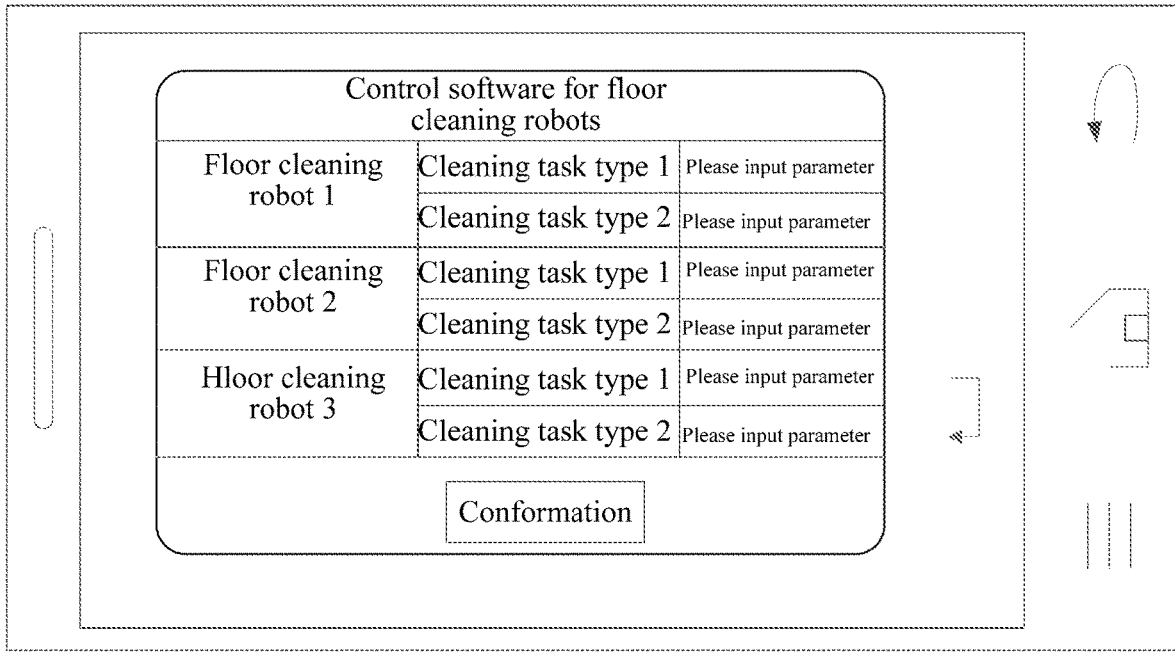 Control software for floor
cleaning robots
Floor cleaning
robot 1
Cleaning task type 1
Please input parameter
Cleaning task type 2
Please input parameter
Floor cleaning
robot 2
Cleaning task type 1
Please input parameter
Cleaning task type 2
Please input parameter
Hloor cleaning
robot 3
Cleaning task type 1
Please input parameter
Cleaning task type 2
Please input parameter
Conformation